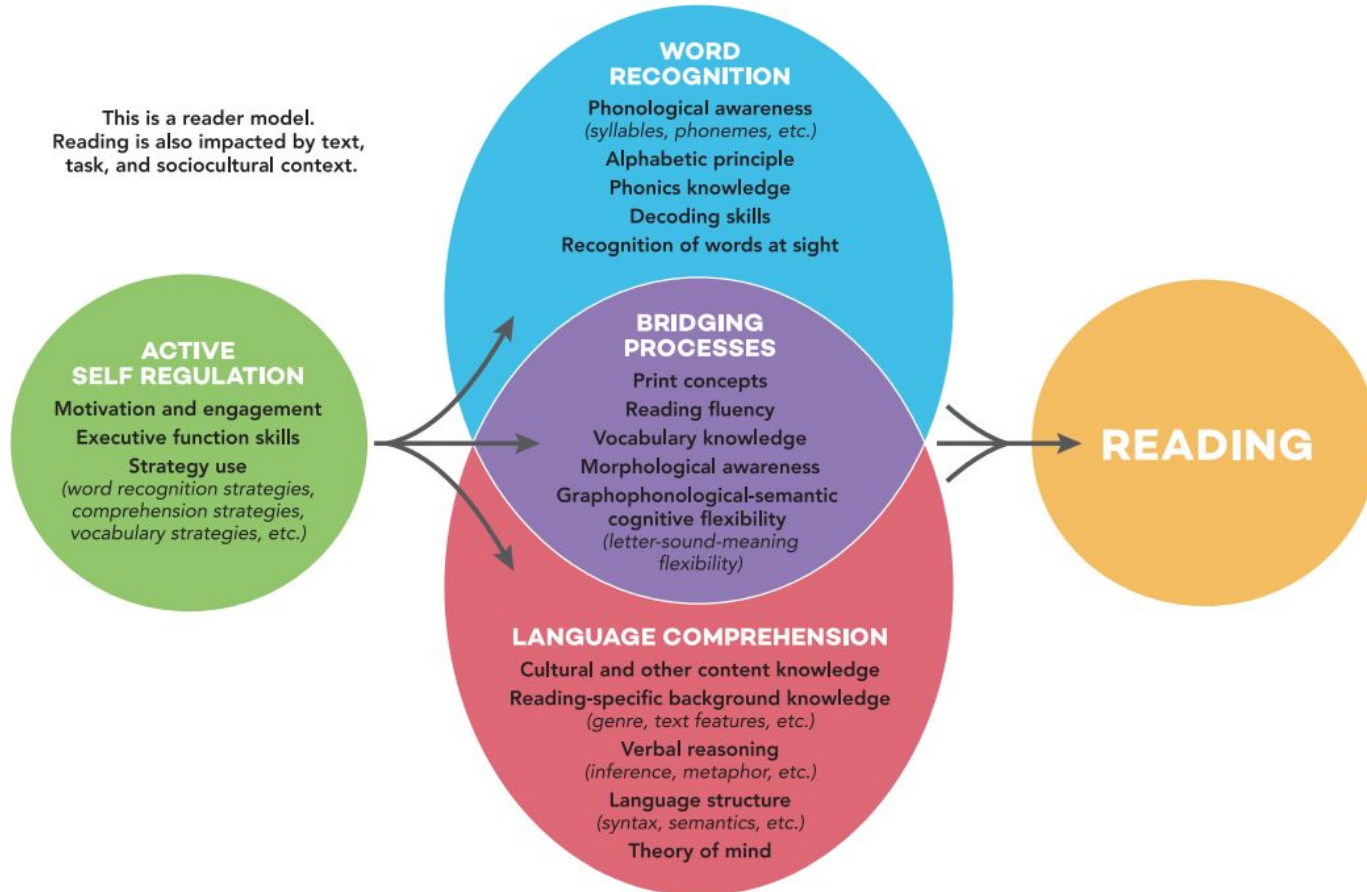 This is a reader model.
Reading is also impacted by text,
task, and sociocultural context.
WORD
RECOGNITION
Phonological awareness
(syllables, phonemes, etc.)
Alphabetic principle
Phonics knowledge
Decoding skills
Recognition of words at sight
ACTIVE
SELF REGULATION
Motivation and engagement
Executive function skills
Strategy use
(word recognition strategies,
comprehension strategies,
vocabulary strategies, etc.)
BRIDGING
PROCESSES
Print concepts
Reading fluency
Vocabulary knowledge
Morphological awareness
Graphophonological-semantic
cognitive flexibility
(letter-sound-meaning
flexibility)
LANGUAGE COMPREHENSION
Cultural and other content knowledge
Reading-specific background knowledge
(genre, text features, etc.)
Verbal reasoning
(inference, metaphor, etc.)
Language structure
(syntax, semantics, etc.)
Theory of mind
READING